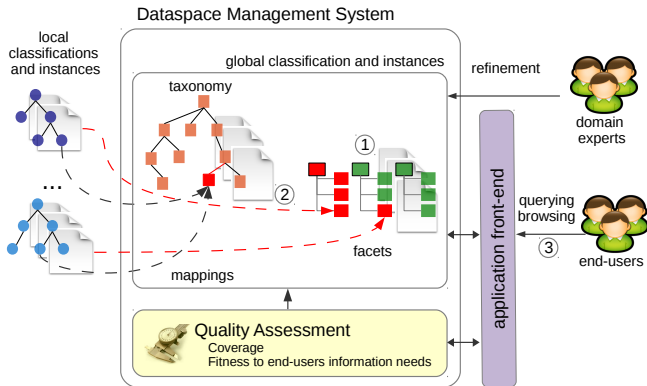 Dataspace Management System
local
classifications
and instances
global classification and instances
refinement
taxonomy
domain
experts
1
2
...
querying
browsing
3
end-users
application front-end
facets
mappings
Quality Assessment
Coverage
Fitness to end-users information needs